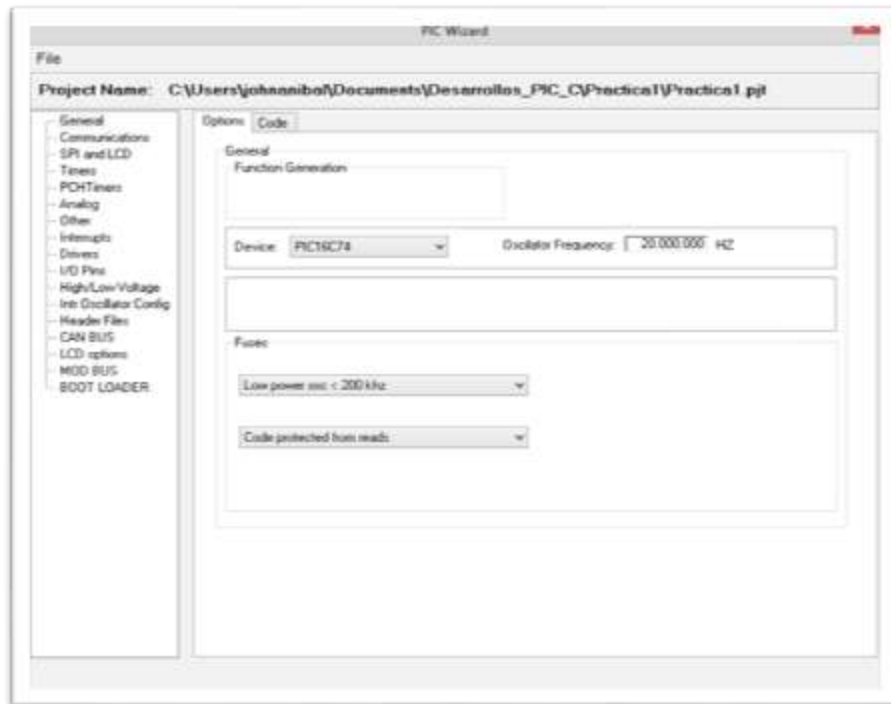 PIC Wizard
File
Project Name: C:\Users\johnanibal\Documents\Desarrollos_PIC_C\Practica1\Practica1.pjt
General
Communications
SPI and LCD
Timers
PCHTimers
Analog
Other
Interrupts
Drivers
I/O Pins
High/Low Voltage
Intr Oscillator Config
Header Files
CAN BUS
LCD options
MOD BUS
BOOT LOADER
Options Code
General
Function Generation
Device: PIC16C74 Oscillator Frequency: 20.000.000 HZ
Fuses
Low power osc < 200 khz
Code protected from reads